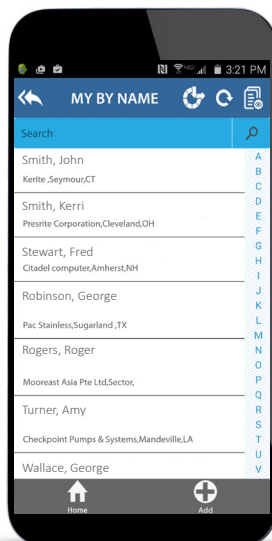 3:21 PM
MY BY NAME
Search
Smith, John
Kerite ,Seymour,CT
Smith, Kerri
Presrite Corporation,Cleveland,OH
Stewart, Fred
Citadel computer,Amherst,NH
Robinson, George
Pac Stainless,Sugarland ,TX
Rogers, Roger
Mooreast Asia Pte Ltd,Sector,
Turner, Amy
Checkpoint Pumps & Systems,Mandeville,LA
Wallace, George
A
B
C
D
E
F
G
H
I
J
K
L
M
N
O
P
Q
R
S
T
U
V
Home
Add